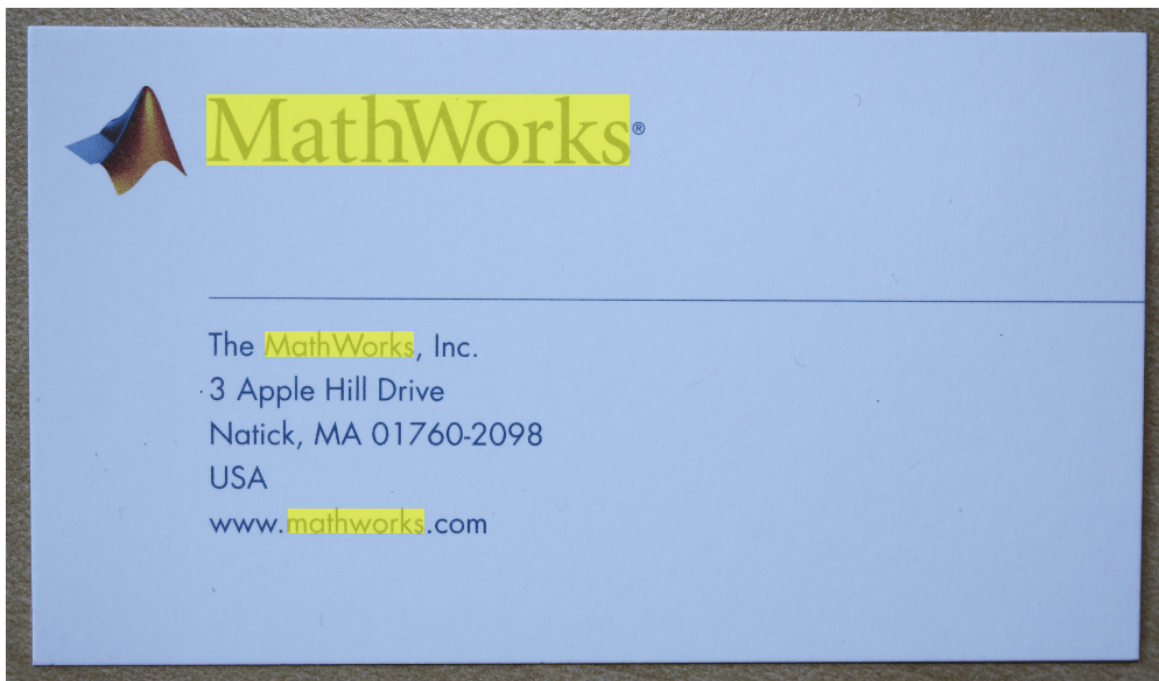 MathWorks®
The MathWorks, Inc.
3 Apple Hill Drive
Natick, MA 01760-2098
USA
www.mathworks.com